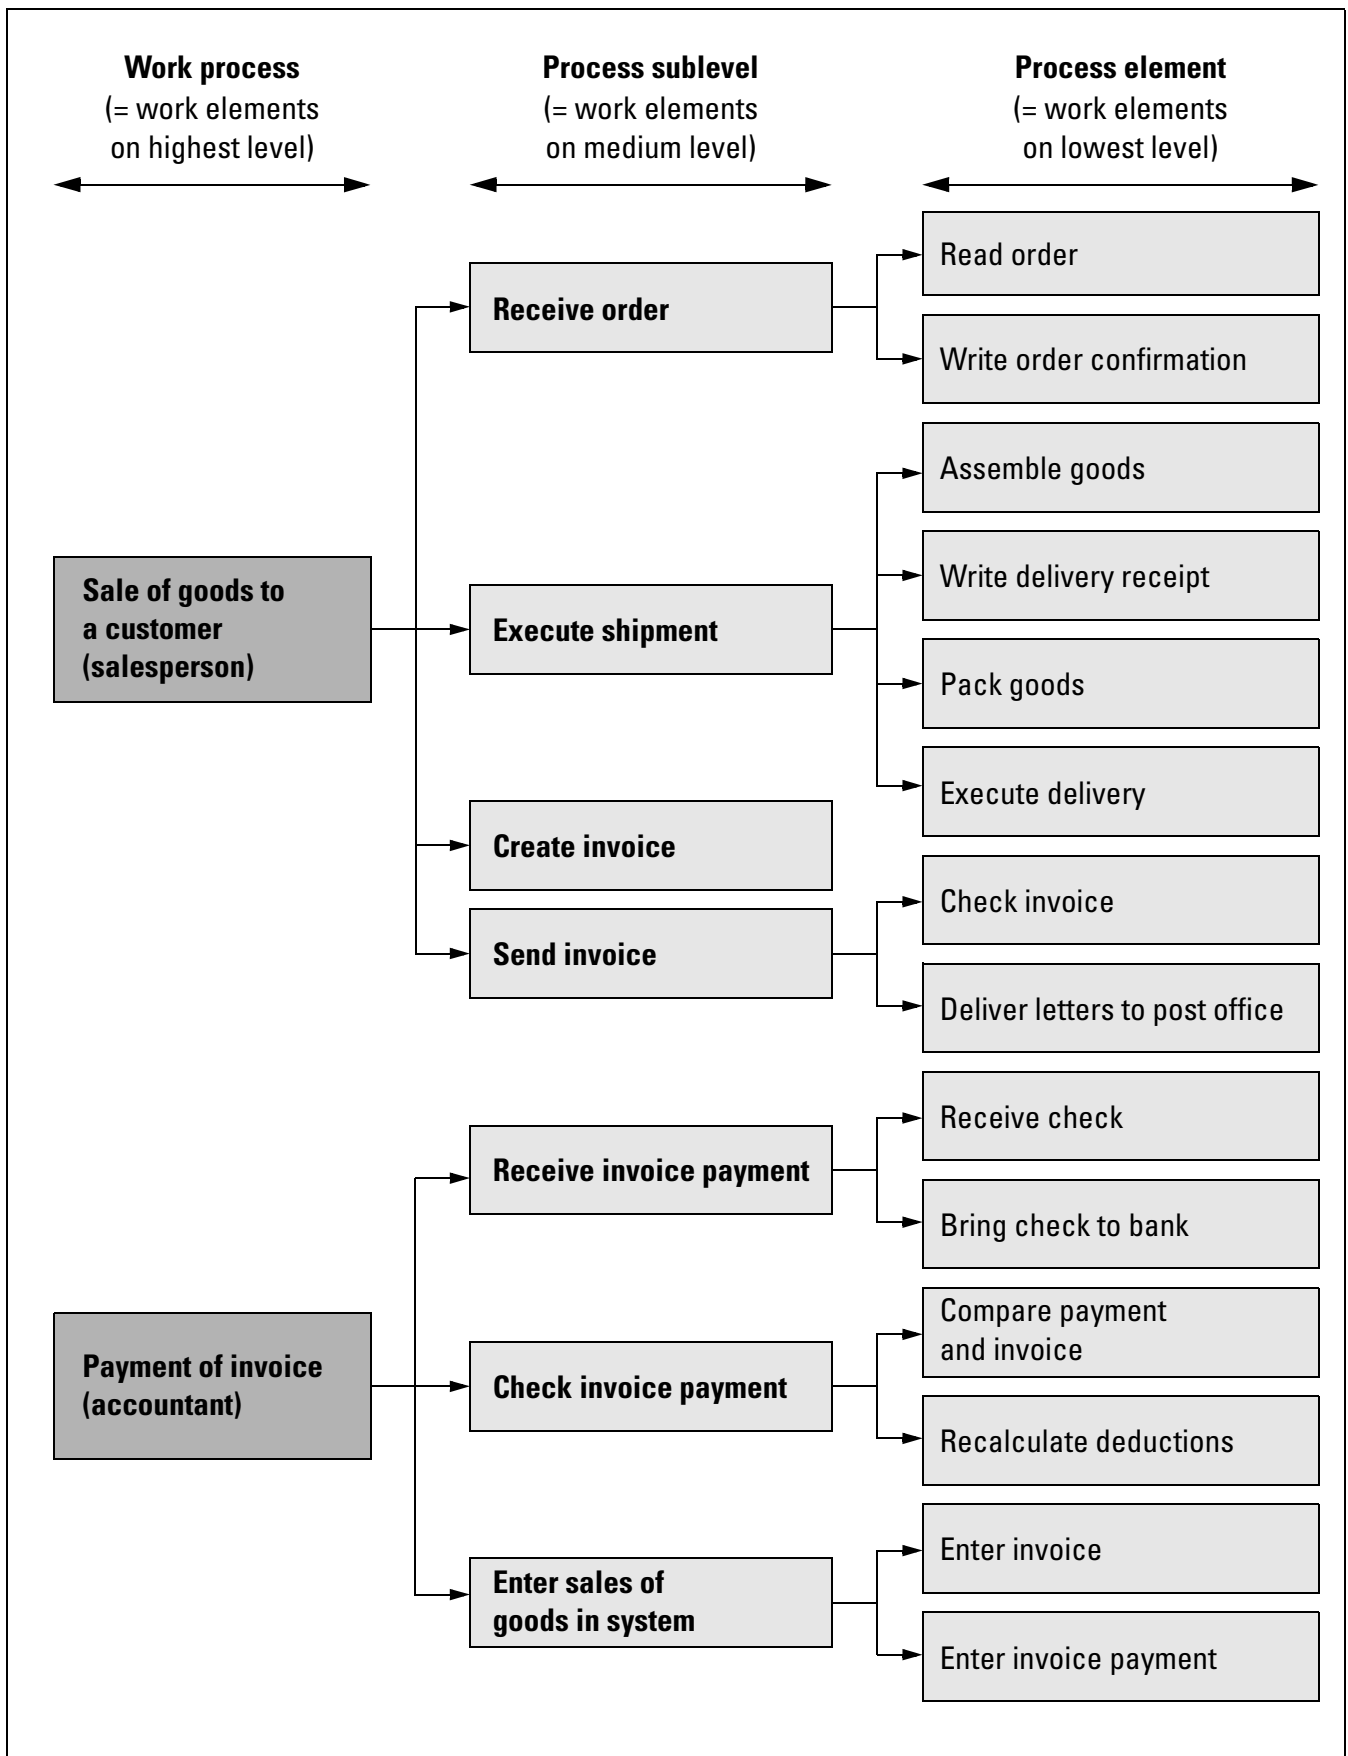 Work process
(= work elements
on highest level)
Process sublevel
(= work elements
on medium level)
Process element
(= work elements
on lowest level)
Sale of goods to
a customer
(salesperson)
Receive order
Read order
Write order confirmation
Execute shipment
Assemble goods
Write delivery receipt
Pack goods
Execute delivery
Create invoice
Send invoice
Check invoice
Deliver letters to post office
Payment of invoice
(accountant)
Receive invoice payment
Receive check
Bring check to bank
Check invoice payment
Compare payment
and invoice
Recalculate deductions
Enter sales of
goods in system
Enter invoice
Enter invoice payment